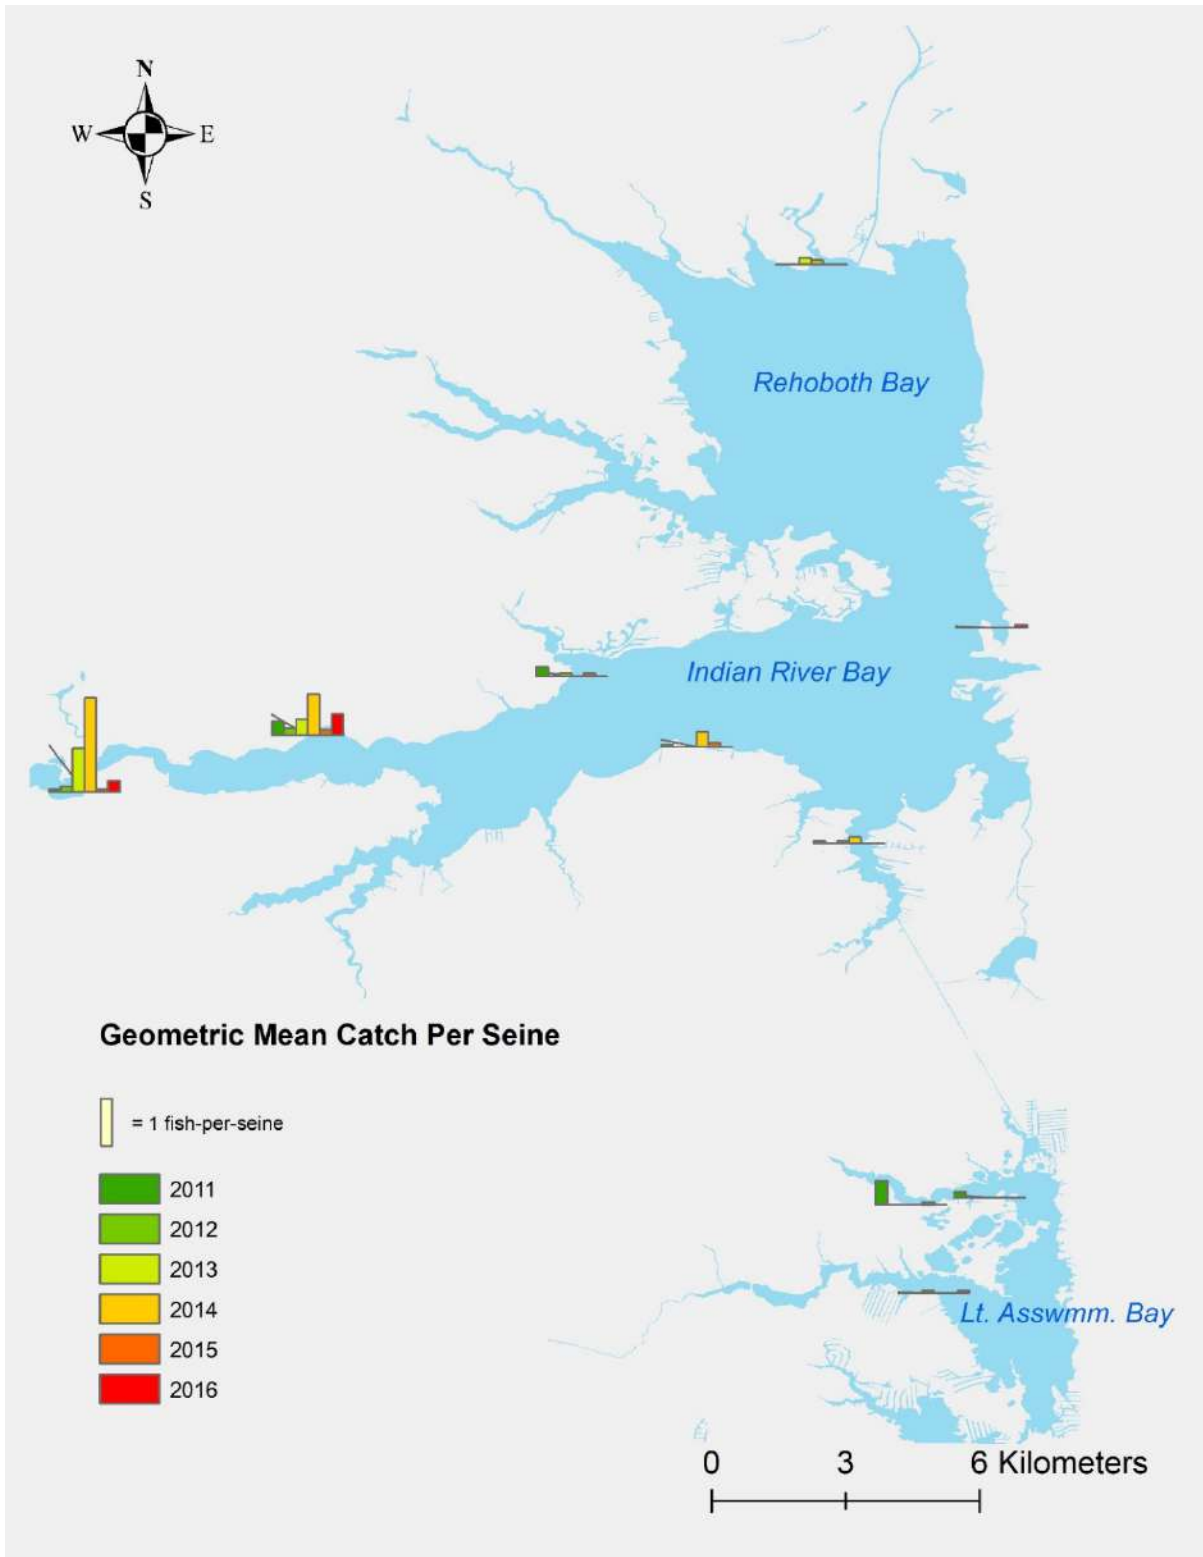 N
W E
S
Rehoboth Bay
Indian River Bay
Geometric Mean Catch Per Seine
= 1 fish-per-seine
2011
2012
2013
2014
2015
2016
Lt. Asswmm. Bay
0 3 6 Kilometers